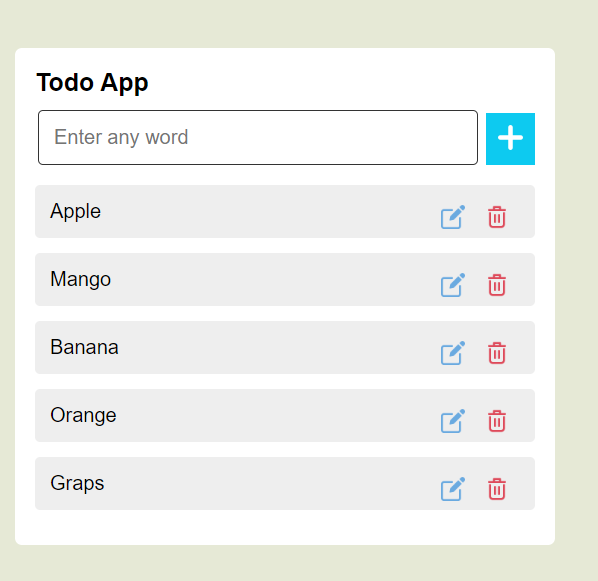 Todo App
Enter any word
Apple
Mango
Banana
Orange
Graps